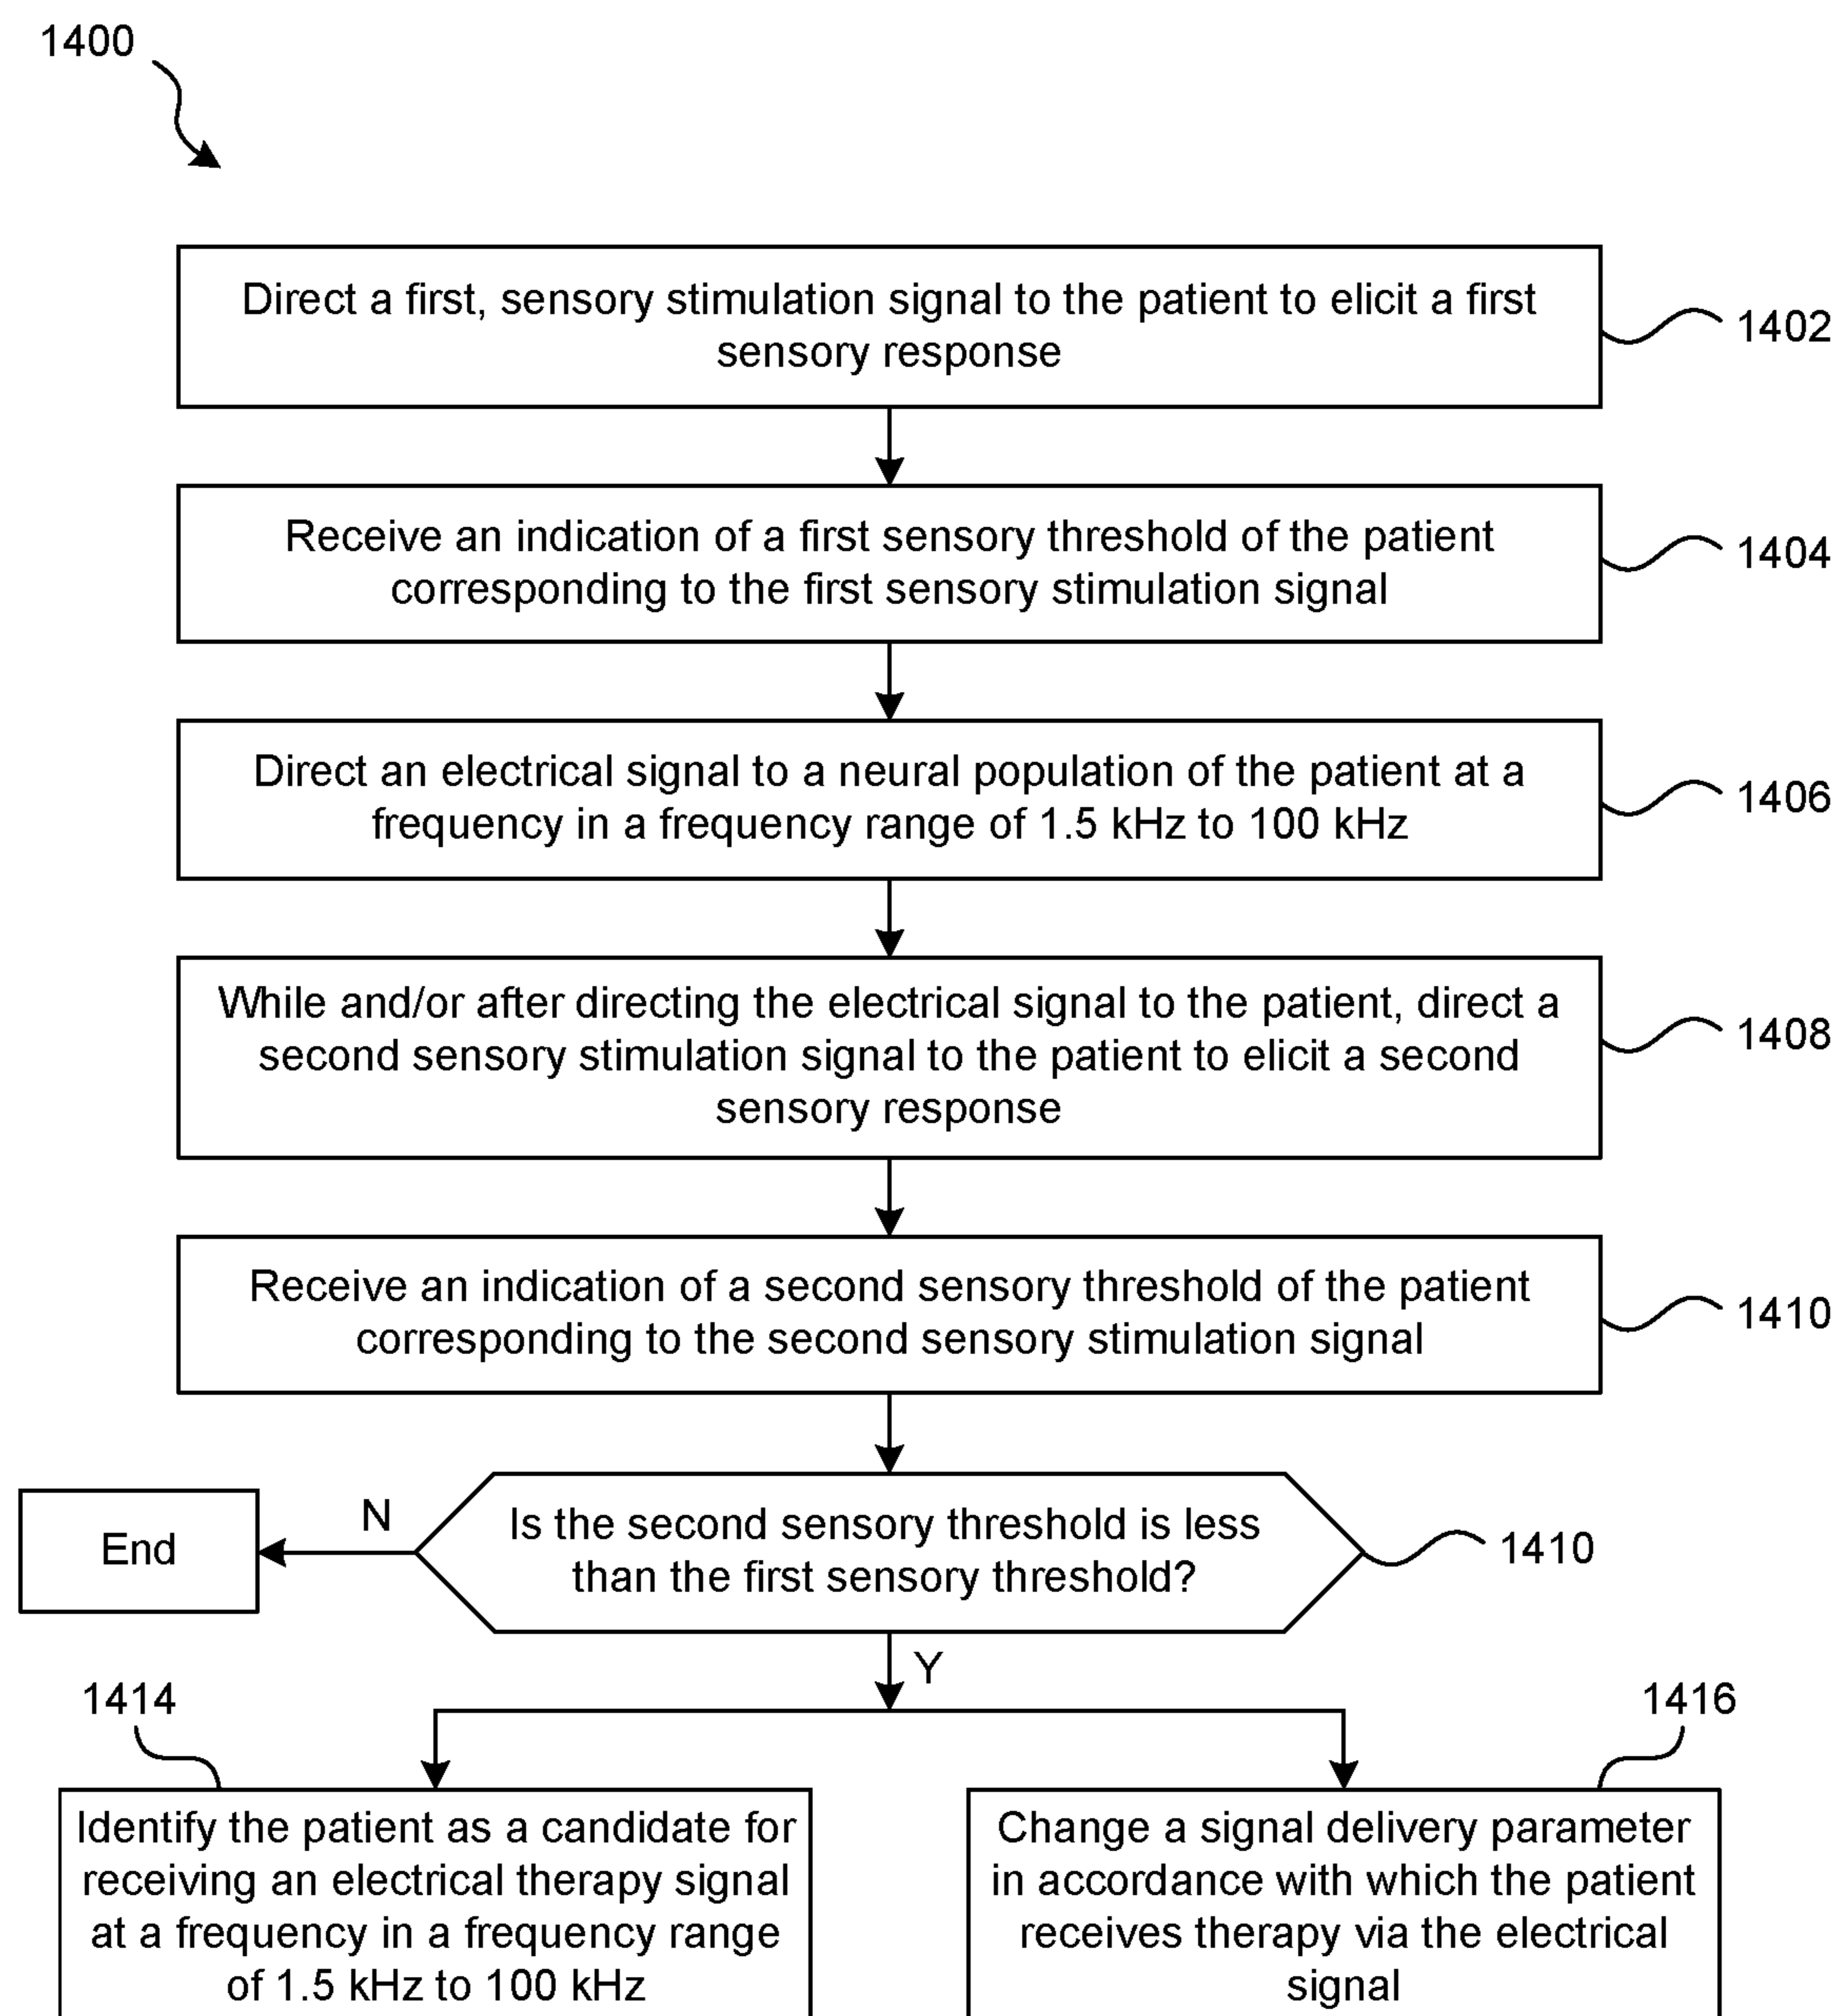 1400
Direct a first, sensory stimulation signal to the patient to elicit a first
sensory response
1402
Receive an indication of a first sensory threshold of the patient
corresponding to the first sensory stimulation signal
1404
Direct an electrical signal to a neural population of the patient at a
frequency in a frequency range of 1.5 kHz to 100 kHz
1406
While and/or after directing the electrical signal to the patient, direct a
second sensory stimulation signal to the patient to elicit a second
sensory response
1408
Receive an indication of a second sensory threshold of the patient
corresponding to the second sensory stimulation signal
1410
End
N
Is the second sensory threshold is less
than the first sensory threshold?
1410
Y
1414
1416
Identify the patient as a candidate for
receiving an electrical therapy signal
at a frequency in a frequency range
of 1.5 kHz to 100 kHz
Change a signal delivery parameter
in accordance with which the patient
receives therapy via the electrical
signal